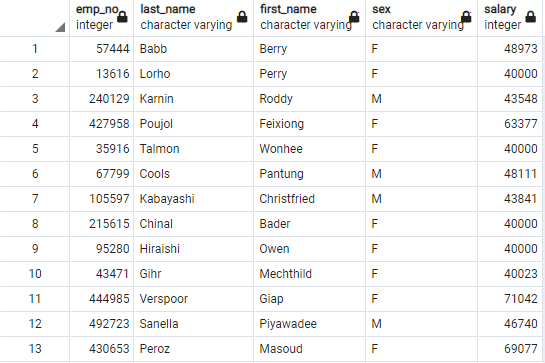 emp_no last_name first_name sex salary
integer character varying character varying character varying integer
1 57444 Babb Berry F 48973
2 13616 Lorho Perry F 40000
3 240129 Karnin Roddy M 43548
4 427958 Poujol Feixiong F 63377
5 35916 Talmon Wonhee F 40000
6 67799 Cools Pantung M 48111
7 105597 Kabayashi Christfried M 43841
8 215615 Chinal Bader F 40000
9 95280 Hiraishi Owen F 40000
10 43471 Gihr Mechthild F 40023
11 444985 Verspoor Giap F 71042
12 492723 Sanella Piyawadee M 46740
13 430653 Peroz Masoud F 69077